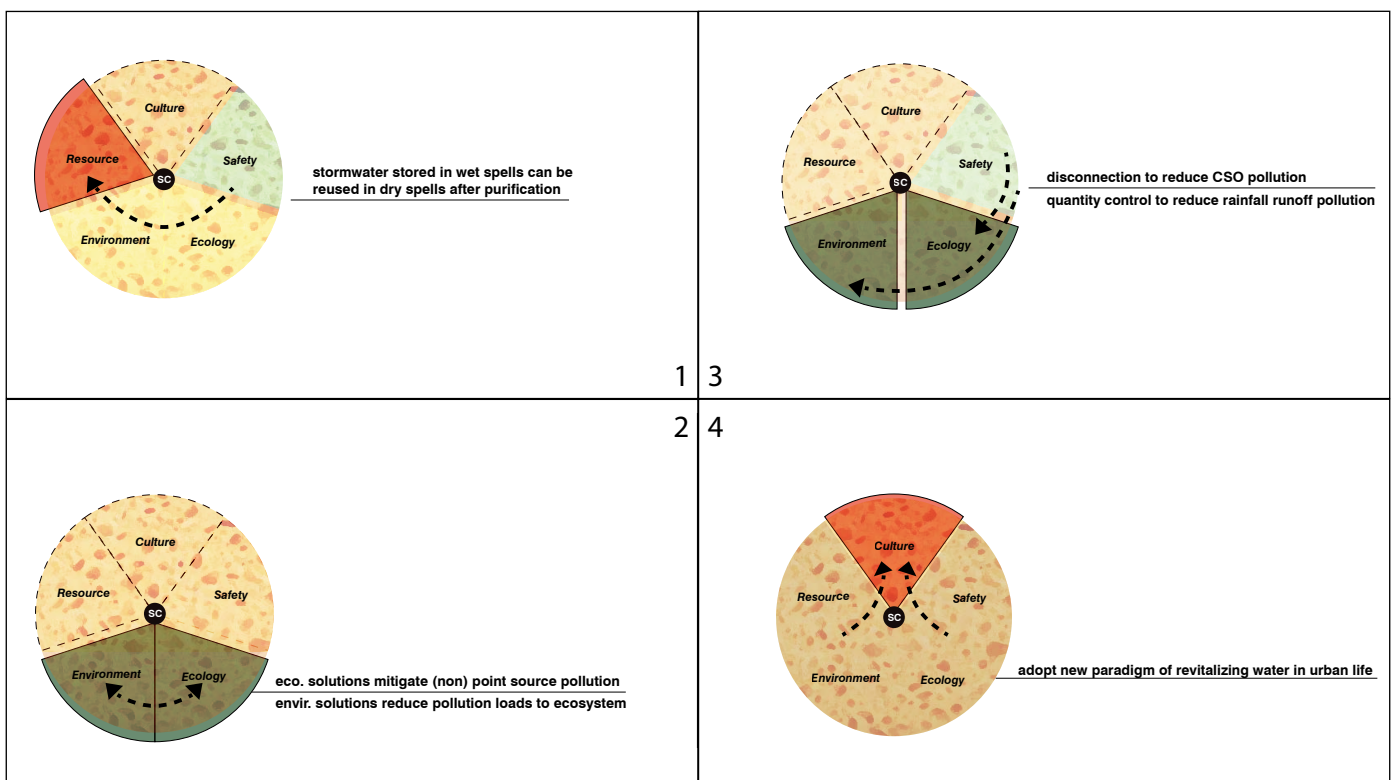 Culture
Resource
Safety
SC
Environment
Ecology
stormwater stored in wet spells can be
reused in dry spells after purification
1
2
Culture
Resource
Safety
SC
Environment
Ecology
eco. solutions mitigate (non) point source pollution
envir. solutions reduce pollution loads to ecosystem
3
Culture
Resource
Safety
SC
Environment
Ecology
disconnection to reduce CSO pollution
quantity control to reduce rainfall runoff pollution
4
Culture
Resource
Safety
SC
Environment
Ecology
adopt new paradigm of revitalizing water in urban life